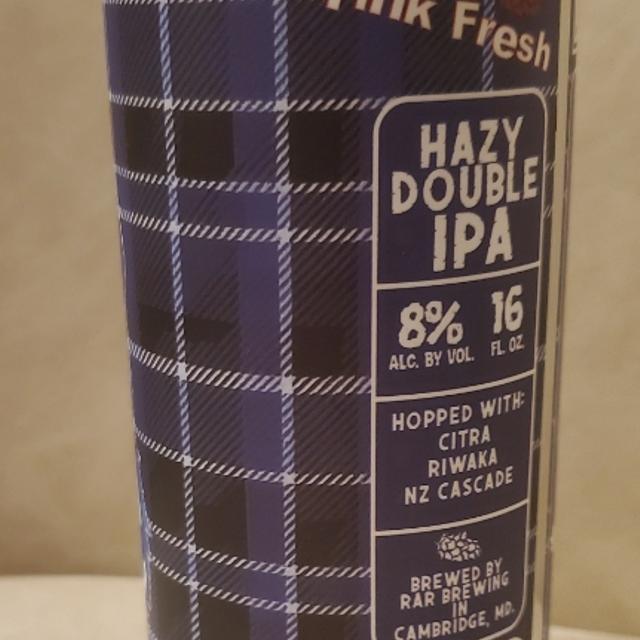 Fresh
HAZY
DOUBLE
IPA
8% 16
ALC. BY VOL. FL. OZ.
HOPPED WITH:
CITRA
RIWAKA
NZ CASCADE
BREWED BY
RAR BREWING
IN
CAMBRIDGE, MD.